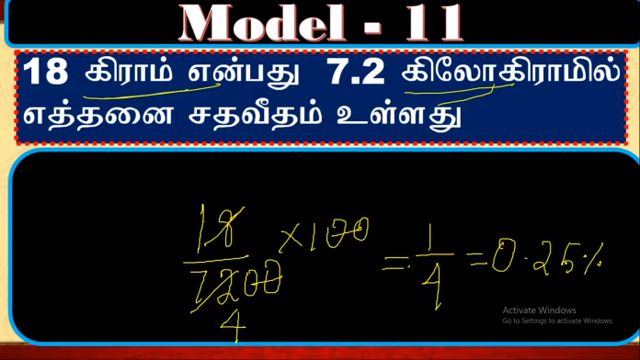 Model - 11
18 கிராம் என்பது 7.2 கிலோகிராமில்
எத்தனை சதவீதம் உள்ளது
18/7200 × 100 = 1/4 = 0.25%
4
Activate Windows
Go to Settings to activate Windows.